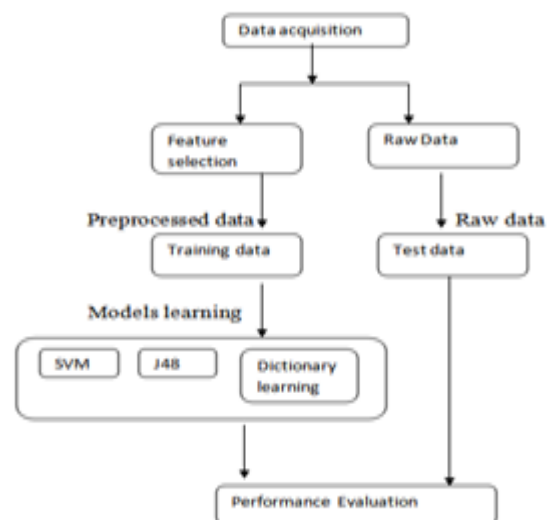 Data acquisition
Feature
selection
Raw Data
Preprocessed data
Raw data
Training data
Test data
Models learning
SVM
J48
Dictionary
learning
Performance Evaluation